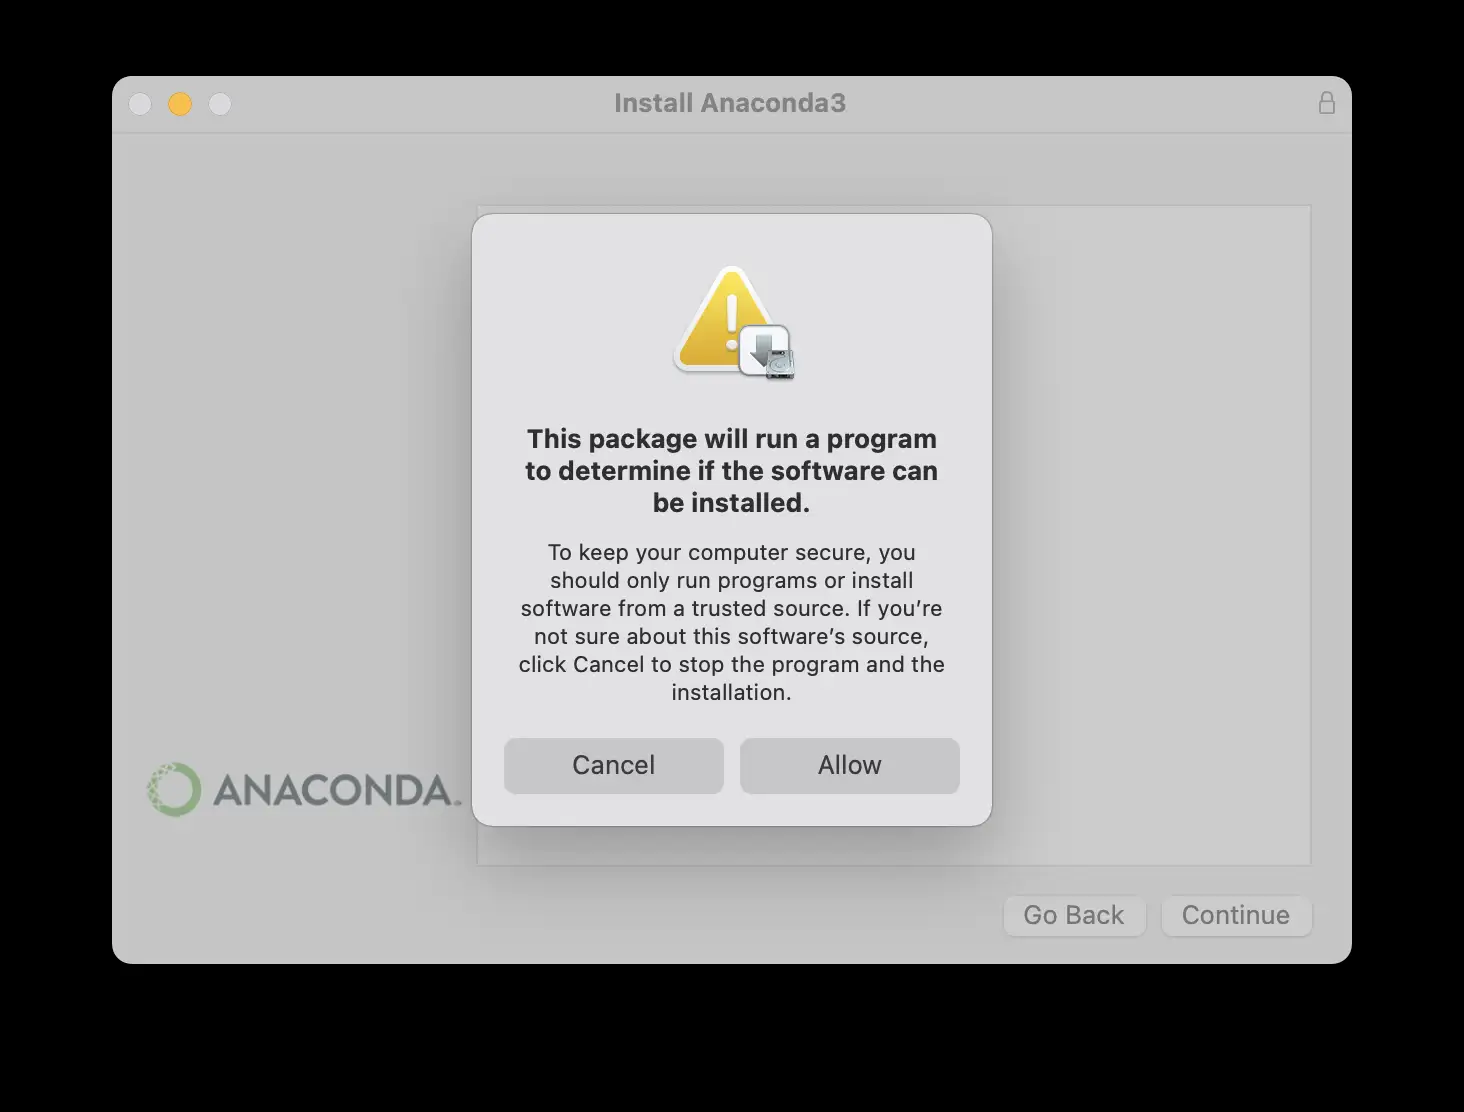 Install Anaconda3
This package will run a program
to determine if the software can
be installed.
To keep your computer secure, you
should only run programs or install
software from a trusted source. If you’re
not sure about this software’s source,
click Cancel to stop the program and the
installation.
Cancel
Allow
ANACONDA.
Go Back
Continue